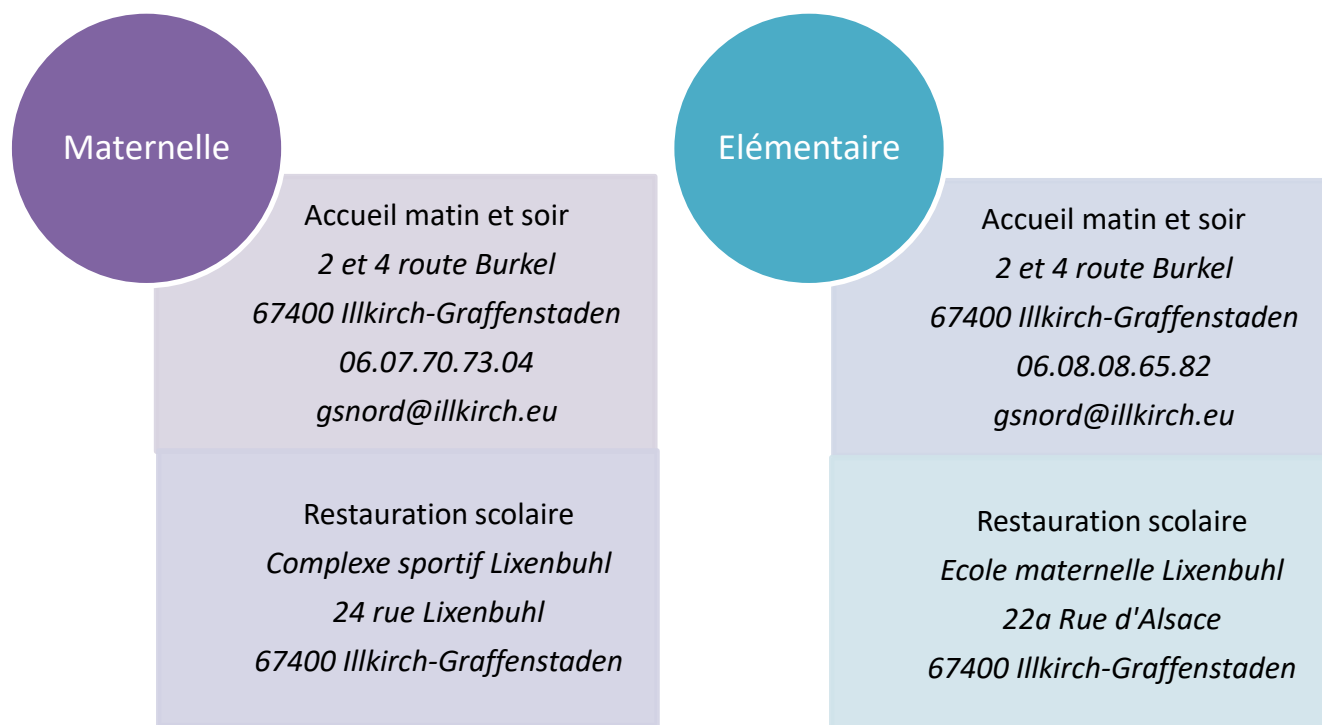 Maternelle
Accueil matin et soir
2 et 4 route Burkel
67400 Illkirch-Graffenstaden
06.07.70.73.04
gsnord@illkirch.eu
Restauration scolaire
Complexe sportif Lixenbuhl
24 rue Lixenbuhl
67400 Illkirch-Graffenstaden
Elémentaire
Accueil matin et soir
2 et 4 route Burkel
67400 Illkirch-Graffenstaden
06.08.08.65.82
gsnord@illkirch.eu
Restauration scolaire
Ecole maternelle Lixenbuhl
22a Rue d'Alsace
67400 Illkirch-Graffenstaden